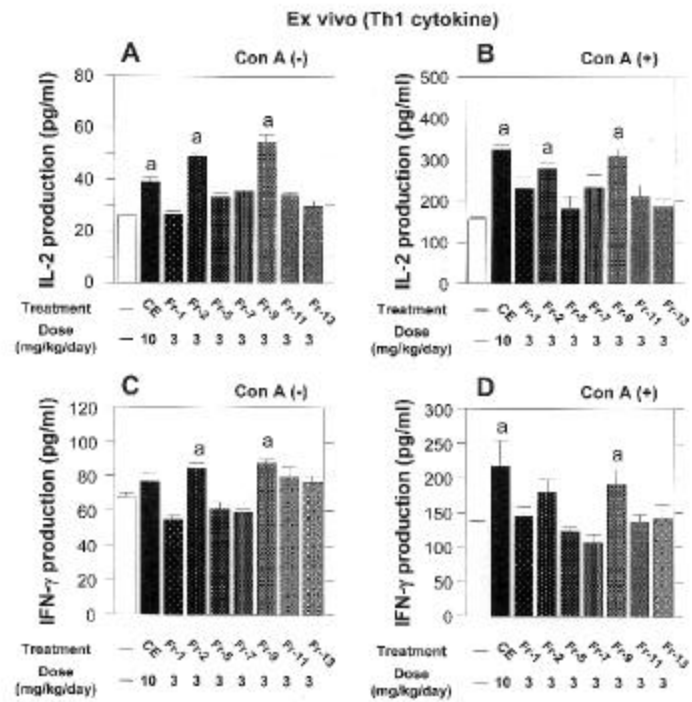 Ex vivo (Th1 cytokine)
A
Con A (-)
IL-2 production (pg/ml)
80
60
40
20
0
a
a
a
Treatment
— CE Fr-1 Fr-2 Fr-5 Fr-7 Fr-9 Fr-11 Fr-13
Dose
(mg/kg/day)
— 10 3 3 3 3 3 3 3
B
Con A (+)
IL-2 production (pg/ml)
500
400
300
200
100
0
a
a
a
Treatment
— CE Fr-1 Fr-2 Fr-5 Fr-7 Fr-9 Fr-11 Fr-13
Dose
(mg/kg/day)
— 10 3 3 3 3 3 3 3
C
Con A (-)
IFN-γ production (pg/ml)
120
100
80
60
40
20
0
a
a
Treatment
— CE Fr-1 Fr-2 Fr-5 Fr-7 Fr-9 Fr-11 Fr-13
Dose
(mg/kg/day)
— 10 3 3 3 3 3 3 3
D
Con A (+)
IFN-γ production (pg/ml)
300
250
200
150
100
50
0
a
a
Treatment
— CE Fr-1 Fr-2 Fr-5 Fr-7 Fr-9 Fr-11 Fr-13
Dose
(mg/kg/day)
— 10 3 3 3 3 3 3 3